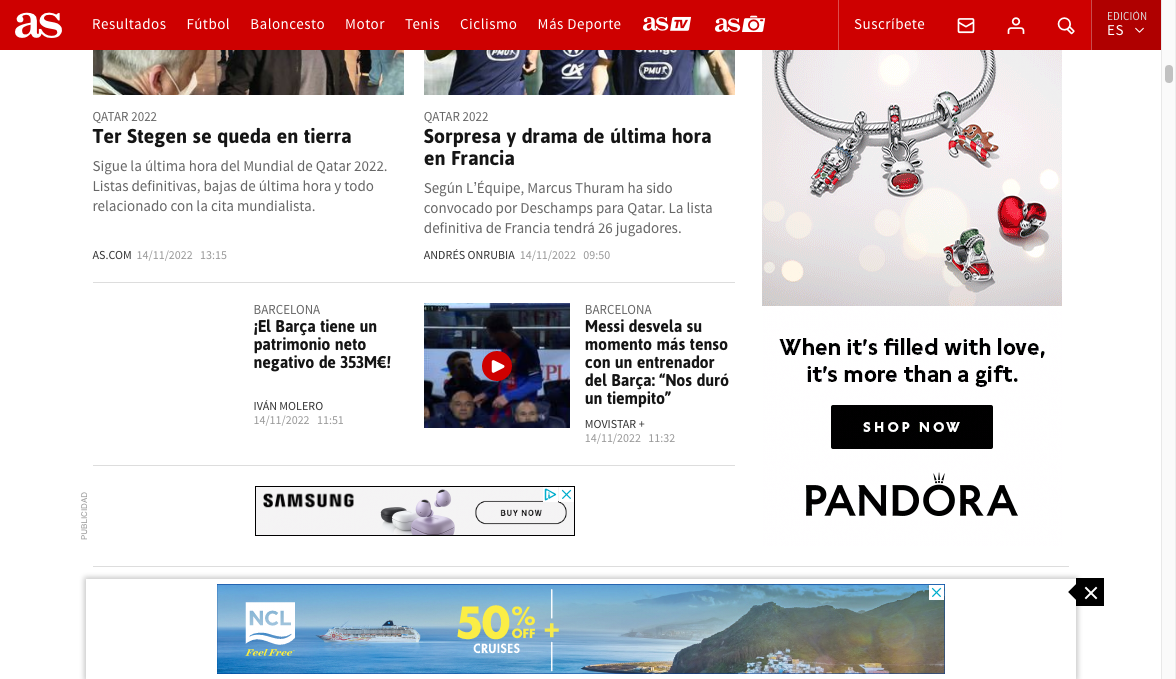 as
Resultados
Fútbol
Baloncesto
Motor
Tenis
Ciclismo
Más Deporte
as TV
as
Suscríbete
EDICIÓN
ES
Orange
PMUR
PMUR
QATAR 2022
Ter Stegen se queda en tierra
Sigue la última hora del Mundial de Qatar 2022.
Listas definitivas, bajas de última hora y todo
relacionado con la cita mundialista.
AS.COM 14/11/2022 13:15
QATAR 2022
Sorpresa y drama de última hora
en Francia
Según L'Équipe, Marcus Thuram ha sido
convocado por Deschamps para Qatar. La lista
definitiva de Francia tendrá 26 jugadores.
ANDRÉS ONRUBIA 14/11/2022 09:50
BARCELONA
¡El Barça tiene un
patrimonio neto
negativo de 353M€!
IVÁN MOLERO
14/11/2022 11:51
BARCELONA
Messi desvela su
momento más tenso
con un entrenador
del Barça: “Nos duró
un tiempito”
MOVISTAR +
14/11/2022 11:32
When it's filled with love,
it's more than a gift.
SHOP NOW
PANDORA
PUBLICIDAD
SAMSUNG
BUY NOW
NCL
Feel Free
50% OFF +
CRUISES